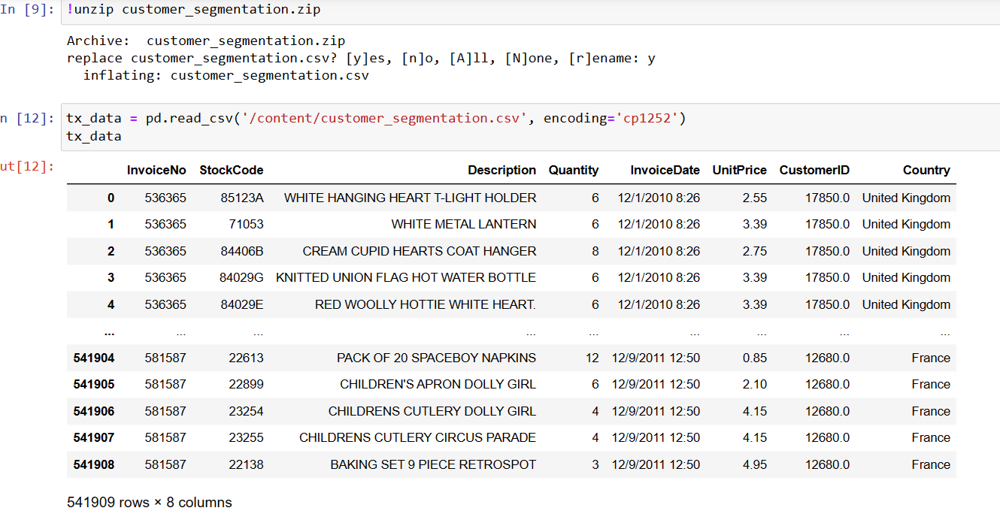 In [9]: !unzip customer_segmentation.zip
Archive:  customer_segmentation.zip
replace customer_segmentation.csv? [y]es, [n]o, [A]ll, [N]one, [r]ename: y
  inflating: customer_segmentation.csv
n [12]: tx_data = pd.read_csv('/content/customer_segmentation.csv', encoding='cp1252')
tx_data
ut[12]:
InvoiceNo StockCode Description Quantity InvoiceDate UnitPrice CustomerID Country
0 536365 85123A WHITE HANGING HEART T-LIGHT HOLDER 6 12/1/2010 8:26 2.55 17850.0 United Kingdom
1 536365 71053 WHITE METAL LANTERN 6 12/1/2010 8:26 3.39 17850.0 United Kingdom
2 536365 84406B CREAM CUPID HEARTS COAT HANGER 8 12/1/2010 8:26 2.75 17850.0 United Kingdom
3 536365 84029G KNITTED UNION FLAG HOT WATER BOTTLE 6 12/1/2010 8:26 3.39 17850.0 United Kingdom
4 536365 84029E RED WOOLLY HOTTIE WHITE HEART. 6 12/1/2010 8:26 3.39 17850.0 United Kingdom
... ... ... ... ... ... ... ... ...
541904 581587 22613 PACK OF 20 SPACEBOY NAPKINS 12 12/9/2011 12:50 0.85 12680.0 France
541905 581587 22899 CHILDREN'S APRON DOLLY GIRL 6 12/9/2011 12:50 2.10 12680.0 France
541906 581587 23254 CHILDRENS CUTLERY DOLLY GIRL 4 12/9/2011 12:50 4.15 12680.0 France
541907 581587 23255 CHILDRENS CUTLERY CIRCUS PARADE 4 12/9/2011 12:50 4.15 12680.0 France
541908 581587 22138 BAKING SET 9 PIECE RETROSPOT 3 12/9/2011 12:50 4.95 12680.0 France
541909 rows × 8 columns